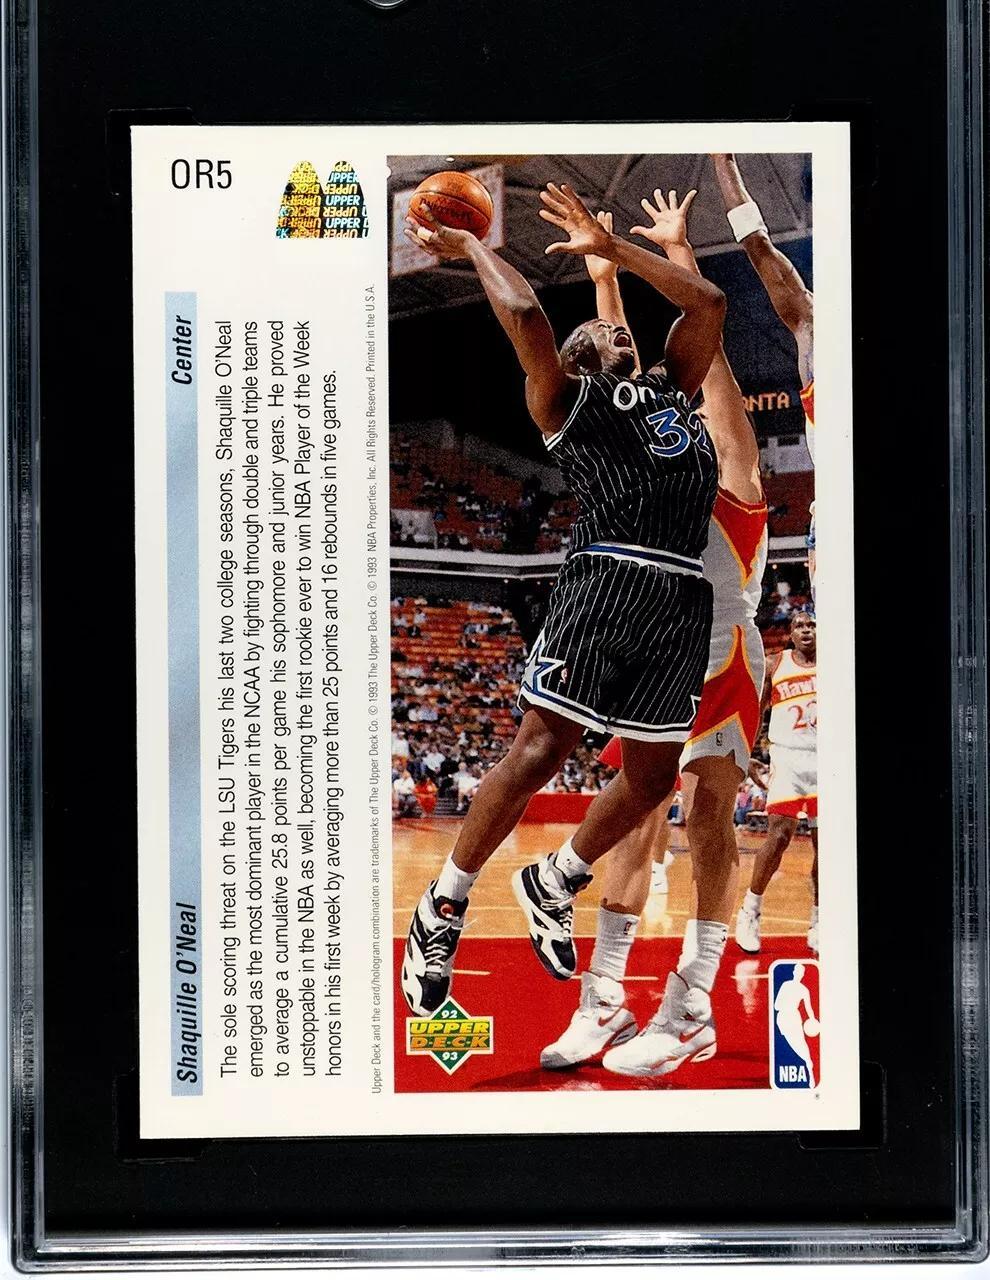 OR5
Shaquille O'Neal Center
The sole scoring threat on the LSU Tigers his last two college seasons, Shaquille O'Neal
emerged as the most dominant player in the NCAA by fighting through double and triple teams
to average a cumulative 25.8 points per game his sophomore and junior years. He proved
unstoppable in the NBA as well, becoming the first rookie ever to win NBA Player of the Week
honors in his first week by averaging more than 25 points and 16 rebounds in five games.
Upper Deck and the card/hologram combination are trademarks of The Upper Deck Co. © 1993 The Upper Deck Co. © 1993 NBA Properties, Inc. All Rights Reserved. Printed in the U.S.A.
UPPER
DECK
92
UPPER
D·E·C·K
93
NBA